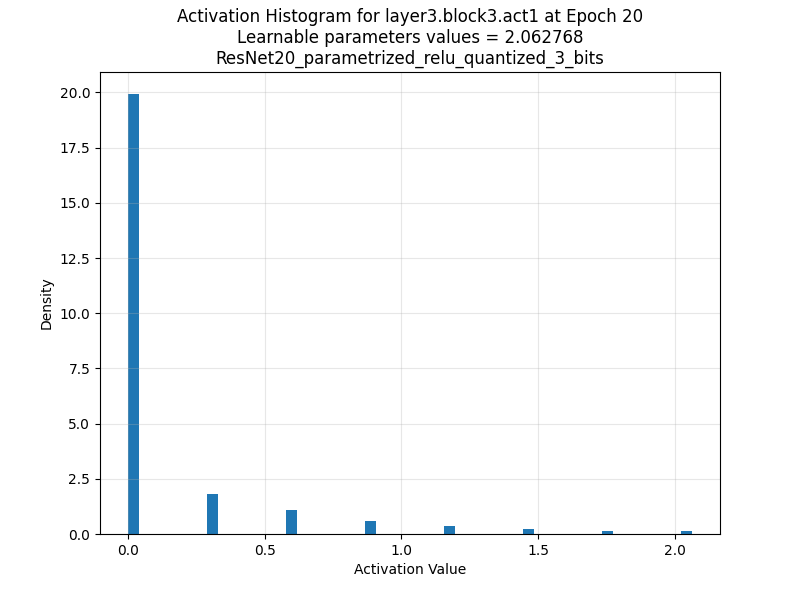 Activation Histogram for layer3.block3.act1 at Epoch 20
Learnable parameters values = 2.062768
ResNet20_parametrized_relu_quantized_3_bits
20.0
17.5
15.0
12.5
10.0
7.5
5.0
2.5
0.0
Density
0.0 0.5 1.0 1.5 2.0
Activation Value